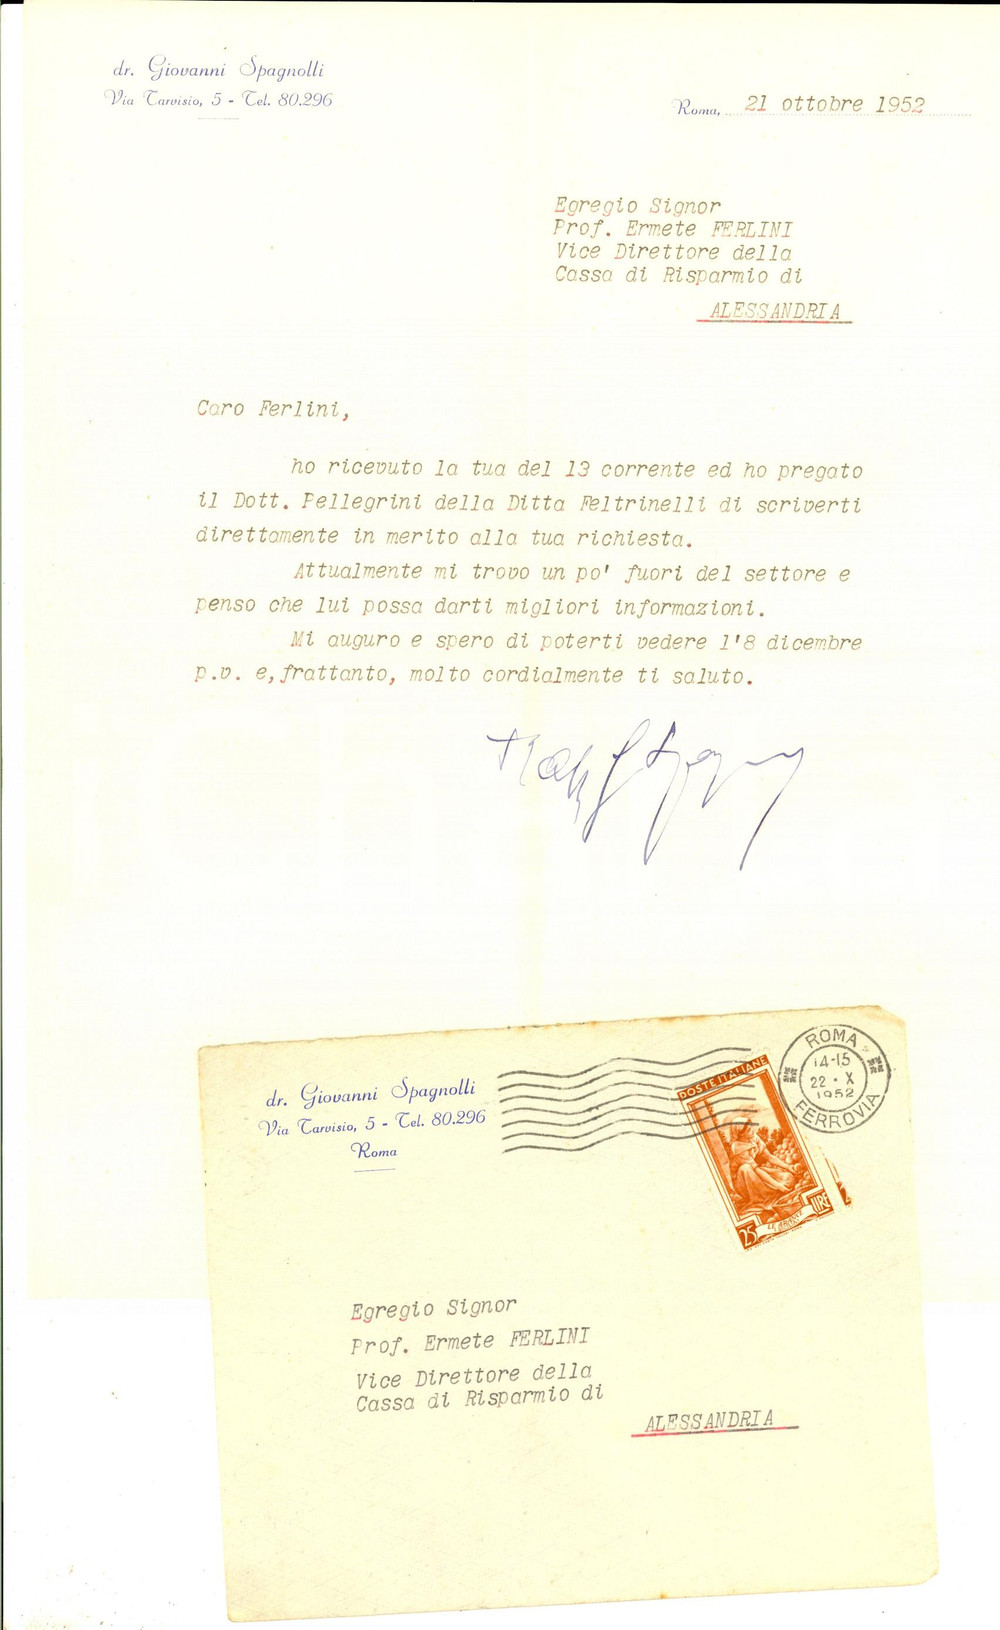 dr. Giovanni Spagnolli
Via Tarvisio, 5 - Tel. 80.296
Roma, 21 ottobre 1952
Egregio Signor
Prof. Ermete FERLINI
Vice Direttore della
Cassa di Risparmio di
ALESSANDRIA
Caro Ferlini,
ho ricevuto la tua del 13 corrente ed ho pregato
il Dott. Pellegrini della Ditta Feltrinelli di scriverti
direttamente in merito alla tua richiesta.
Attualmente mi trovo un po' fuori del settore e
penso che lui possa darti migliori informazioni.
Mi auguro e spero di poterti vedere l'8 dicembre
p.v. e, frattanto, molto cordialmente ti saluto.
dr. Giovanni Spagnolli
Via Tarvisio, 5 - Tel. 80.296
Roma
POSTE ITALIANE
25 LIRE
ROMA
14-15
22 · X
1952
FERROVIA
Egregio Signor
Prof. Ermete FERLINI
Vice Direttore della
Cassa di Risparmio di
ALESSANDRIA